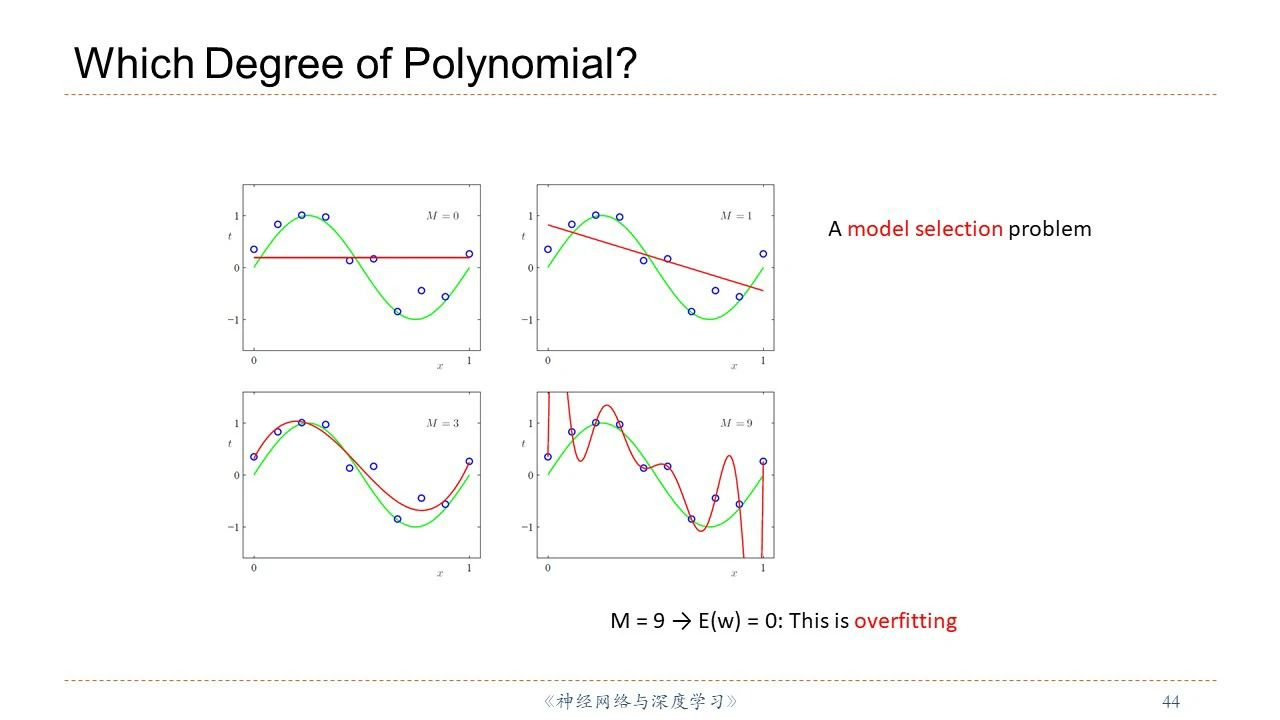 Which Degree of Polynomial?
M = 0
1
t
0
−1
0
x
1
M = 1
1
t
0
−1
0
x
1
A model selection problem
M = 3
1
t
0
−1
0
x
1
M = 9
1
t
0
−1
0
x
1
M = 9 → E(w) = 0: This is overfitting
《神经网络与深度学习》
44